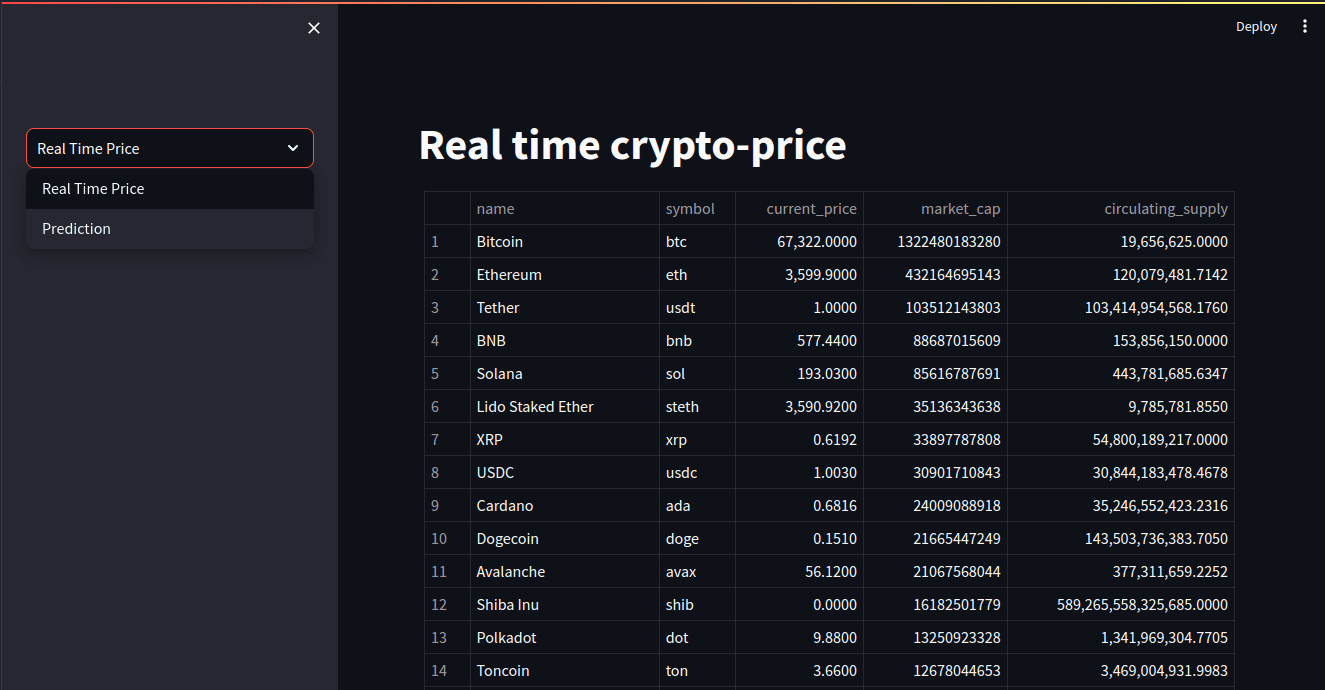 Deploy
Real Time Price
Real Time Price
Prediction
Real time crypto-price
name symbol current_price market_cap circulating_supply
1 Bitcoin btc 67,322.0000 1322480183280 19,656,625.0000
2 Ethereum eth 3,599.9000 432164695143 120,079,481.7142
3 Tether usdt 1.0000 103512143803 103,414,954,568.1760
4 BNB bnb 577.4400 88687015609 153,856,150.0000
5 Solana sol 193.0300 85616787691 443,781,685.6347
6 Lido Staked Ether steth 3,590.9200 35136343638 9,785,781.8550
7 XRP xrp 0.6192 33897787808 54,800,189,217.0000
8 USDC usdc 1.0030 30901710843 30,844,183,478.4678
9 Cardano ada 0.6816 24009088918 35,246,552,423.2316
10 Dogecoin doge 0.1510 21665447249 143,503,736,383.7050
11 Avalanche avax 56.1200 21067568044 377,311,659.2252
12 Shiba Inu shib 0.0000 16182501779 589,265,558,325,685.0000
13 Polkadot dot 9.8800 13250923328 1,341,969,304.7705
14 Toncoin ton 3.6600 12678044653 3,469,004,931.9983